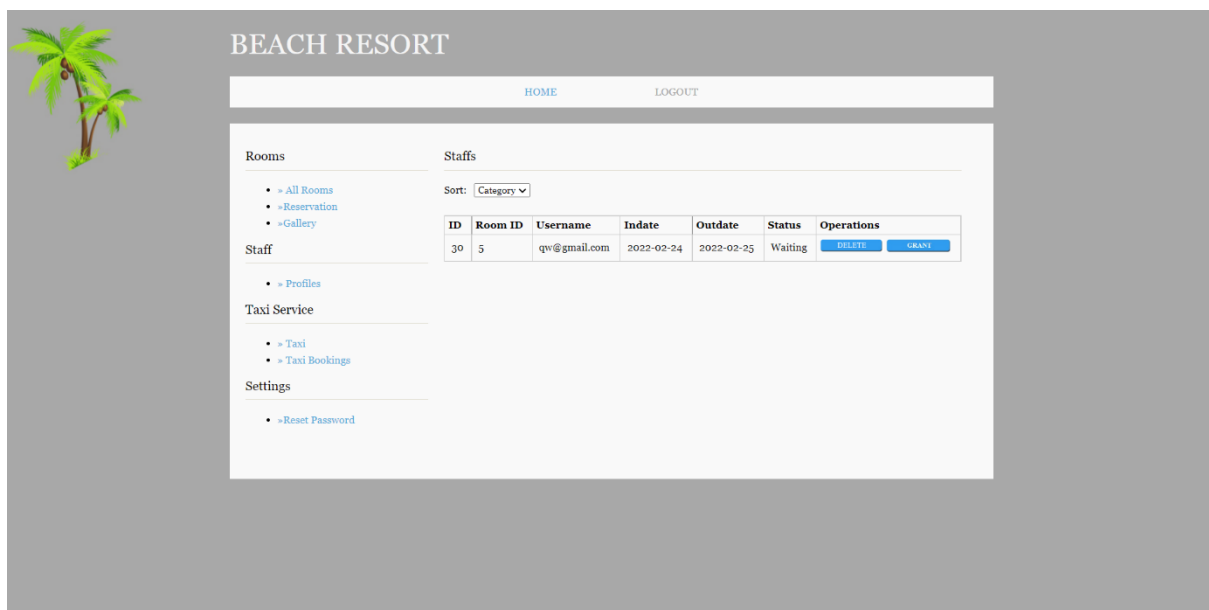 BEACH RESORT
HOME LOGOUT
Rooms
» All Rooms
»Reservation
»Gallery
Staff
» Profiles
Taxi Service
» Taxi
» Taxi Bookings
Settings
»Reset Password
Staffs
Sort: Category
ID Room ID Username Indate Outdate Status Operations
30 5 qw@gmail.com 2022-02-24 2022-02-25 Waiting DELETE GRANT